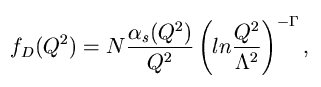 f_D(Q^2) = N \frac{\alpha_s(Q^2)}{Q^2} \left( ln \frac{Q^2}{\Lambda^2} \right)^{-\Gamma} ,